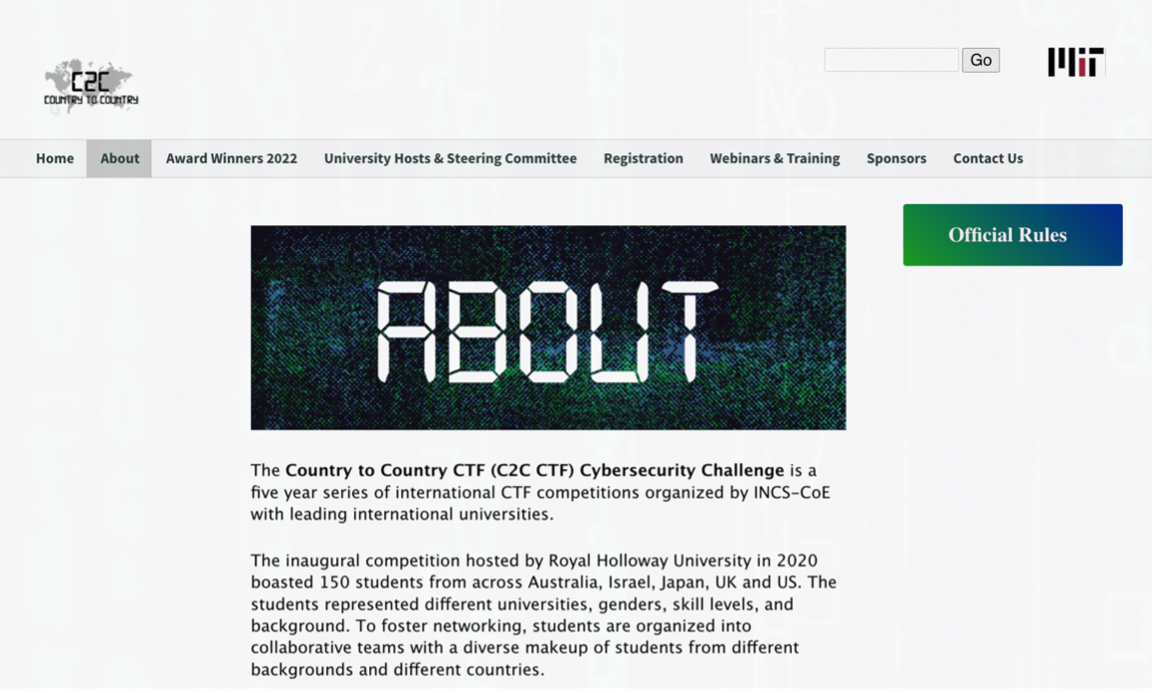 C2C
COUNTRY TO COUNTRY
Go
MIT
Home
About
Award Winners 2022
University Hosts & Steering Committee
Registration
Webinars & Training
Sponsors
Contact Us
Official Rules
ABOUT
The Country to Country CTF (C2C CTF) Cybersecurity Challenge is a
five year series of international CTF competitions organized by INCS-CoE
with leading international universities.
The inaugural competition hosted by Royal Holloway University in 2020
boasted 150 students from across Australia, Israel, Japan, UK and US. The
students represented different universities, genders, skill levels, and
background. To foster networking, students are organized into
collaborative teams with a diverse makeup of students from different
backgrounds and different countries.